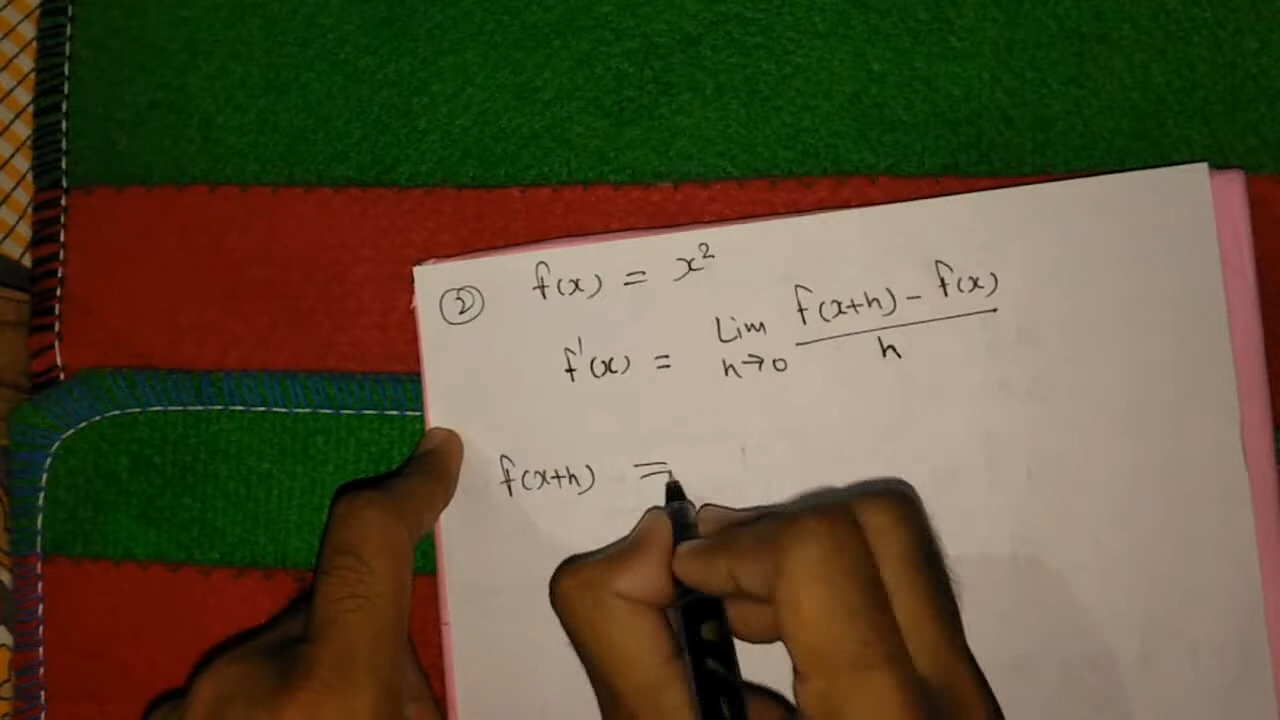 ② f(x) = x²
f'(x) = Lim h→0 f(x+h) - f(x) / h
f(x+h) =